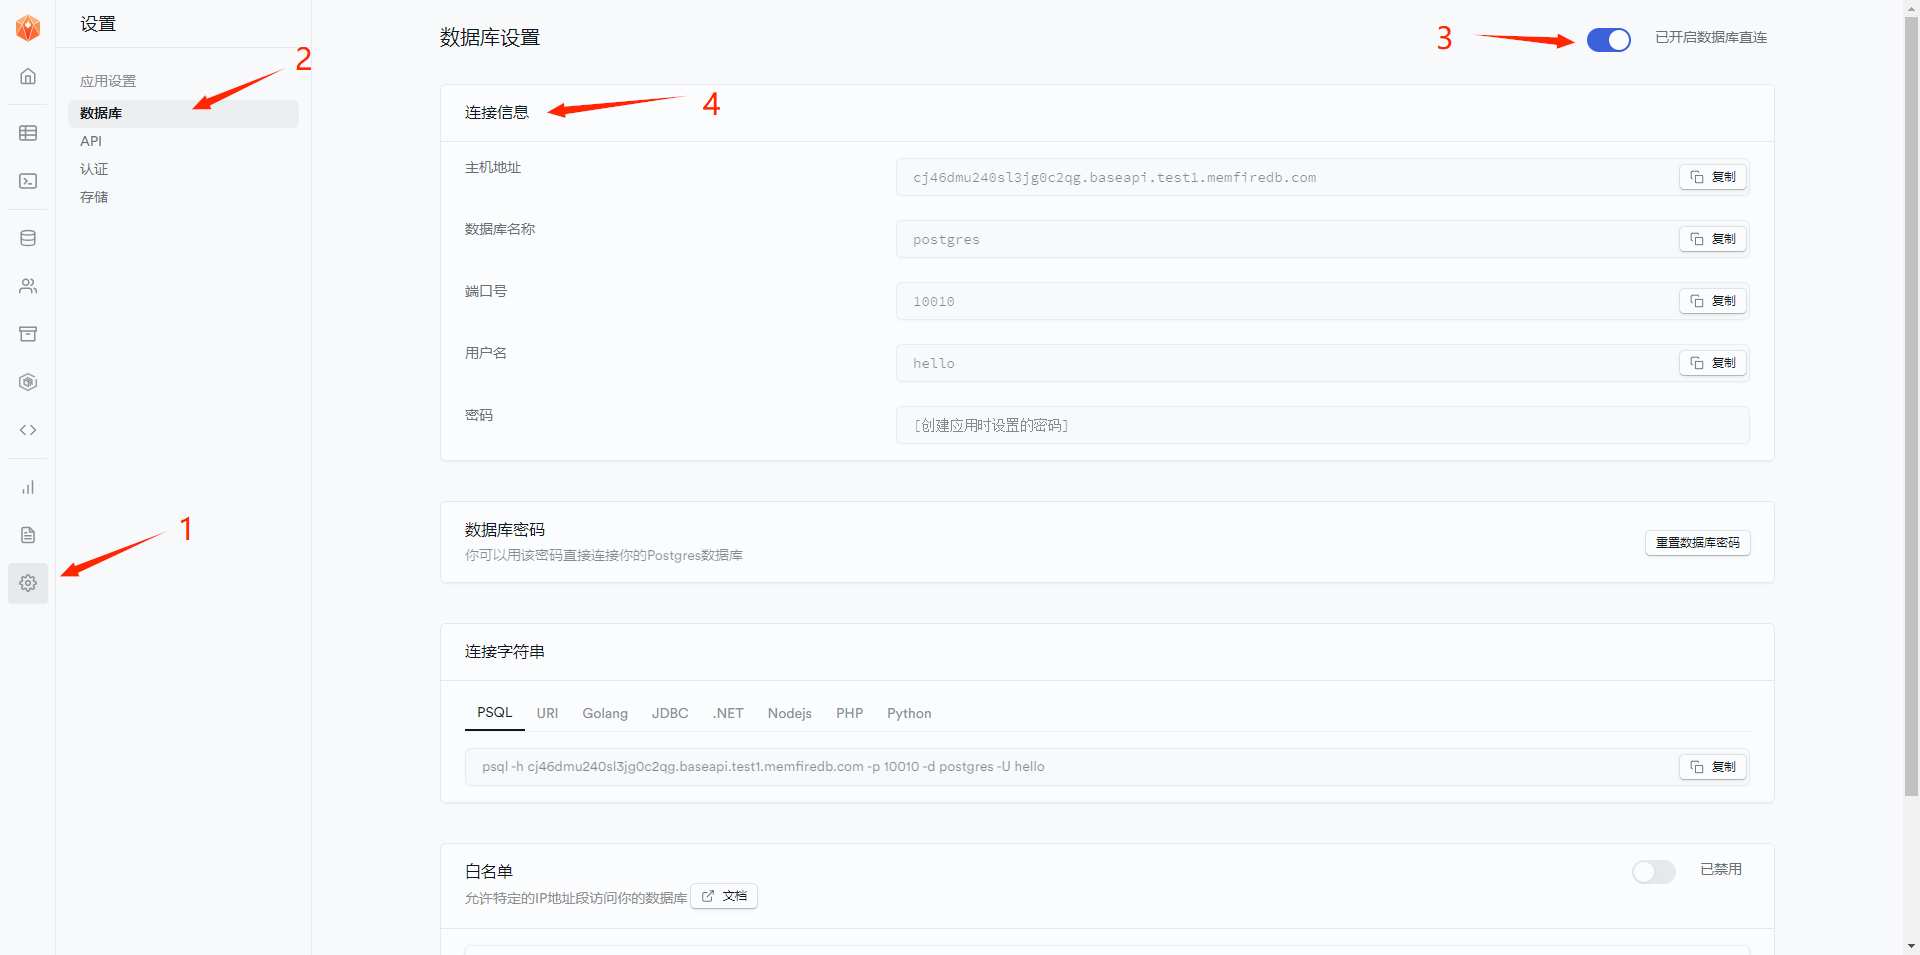 设置
应用设置
数据库
API
认证
存储
1
2
数据库设置
3
已开启数据库直连
连接信息
4
主机地址
cj46dmu240sl3jg0c2qg.baseapi.test1.memfiredb.com
复制
数据库名称
postgres
复制
端口号
10010
复制
用户名
hello
复制
密码
[创建应用时设置的密码]
数据库密码
你可以用该密码直接连接你的Postgres数据库
重置数据库密码
连接字符串
PSQL URI Golang JDBC .NET Nodejs PHP Python
psql -h cj46dmu240sl3jg0c2qg.baseapi.test1.memfiredb.com -p 10010 -d postgres -U hello
复制
白名单
已禁用
允许特定的IP地址段访问你的数据库
文档